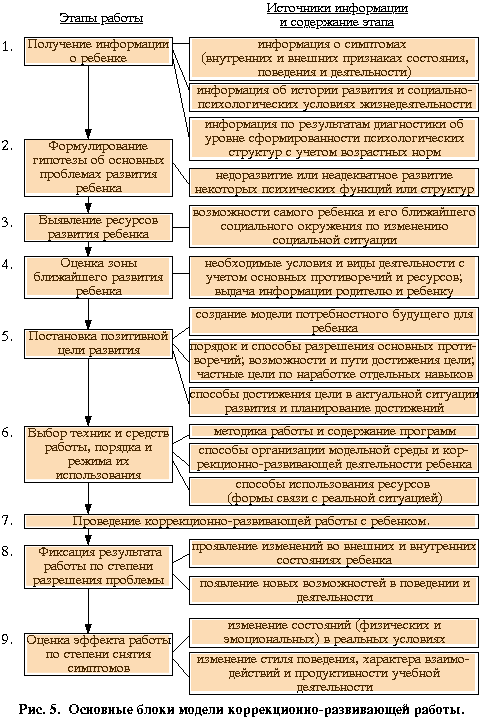 Этапы работы
Источники информации
и содержание этапа
1.
Получение информации
о ребенке
информация о симптомах
(внутренних и внешних признаках состояния,
поведения и деятельности)
информация об истории развития и социально-
психологических условиях жизнедеятельности
информация по результатам диагностики об
уровне сформированности психологических
структур с учетом возрастных норм
2.
Формулирование
гипотезы об основных
проблемах развития
ребенка
недоразвитие или неадекватное развитие
некоторых психических функций или структур
3.
Выявление ресурсов
развития ребенка
возможности самого ребенка и его ближайшего
социального окружения по изменению
социальной ситуации
4.
Оценка зоны
ближайшего развития
ребенка
необходимые условия и виды деятельности с
учетом основных противоречий и ресурсов;
выдача информации родителю и ребенку
5.
Постановка позитивной
цели развития
создание модели потребностного будущего для
ребенка
порядок и способы разрешения основных проти-
воречий; возможности и пути достижения цели;
частные цели по наработке отдельных навыков
способы достижения цели в актуальной ситуации
развития и планирование достижений
6.
Выбор техник и средств
работы, порядка и
режима их
использования
методика работы и содержание программ
способы организации модельной среды и кор-
рекционно-развивающей деятельности ребенка
способы использования ресурсов
(формы связи с реальной ситуацией)
7.
Проведение коррекционно-развивающей работы с ребенком.
8.
Фиксация результата
работы по степени
разрешения проблемы
проявление изменений во внешних и внутренних
состояниях ребенка
появление новых возможностей в поведении и
деятельности
9.
Оценка эффекта работы
по степени снятия
симптомов
изменение состояний (физических и
эмоциональных) в реальных условиях
изменение стиля поведения, характера взаимо-
действий и продуктивности учебной
деятельности
Рис. 5. Основные блоки модели коррекционно-развивающей работы.